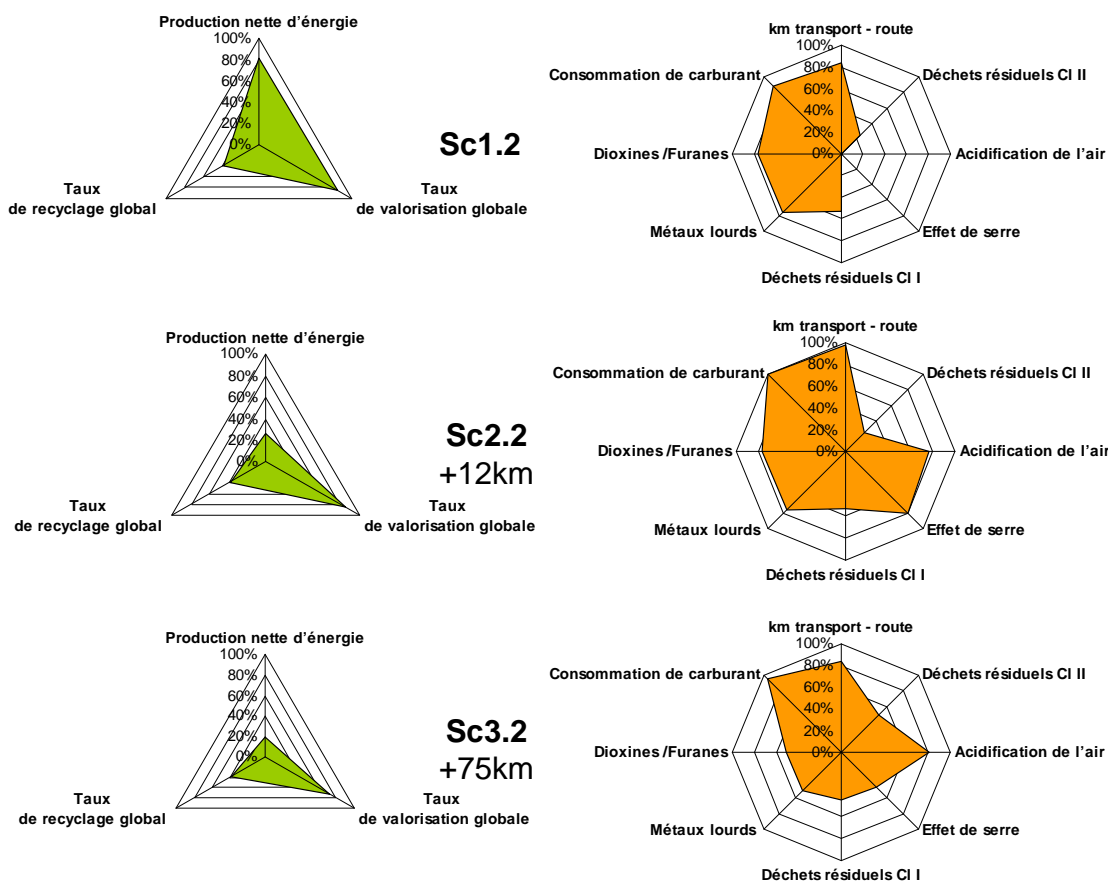 Production nette d'énergie
100%
80%
60%
40%
20%
0%
Taux
de recyclage global
Taux
de valorisation globale
Sc1.2
km transport - route
100%
80%
60%
40%
20%
0%
Déchets résiduels Cl II
Acidification de l'air
Effet de serre
Déchets résiduels Cl I
Métaux lourds
Dioxines /Furanes
Consommation de carburant
Production nette d'énergie
100%
80%
60%
40%
20%
0%
Taux
de recyclage global
Taux
de valorisation globale
Sc2.2
+12km
km transport - route
100%
80%
60%
40%
20%
0%
Déchets résiduels Cl II
Acidification de l'air
Effet de serre
Déchets résiduels Cl I
Métaux lourds
Dioxines /Furanes
Consommation de carburant
Production nette d'énergie
100%
80%
60%
40%
20%
0%
Taux
de recyclage global
Taux
de valorisation globale
Sc3.2
+75km
km transport - route
100%
80%
60%
40%
20%
0%
Déchets résiduels Cl II
Acidification de l'air
Effet de serre
Déchets résiduels Cl I
Métaux lourds
Dioxines /Furanes
Consommation de carburant